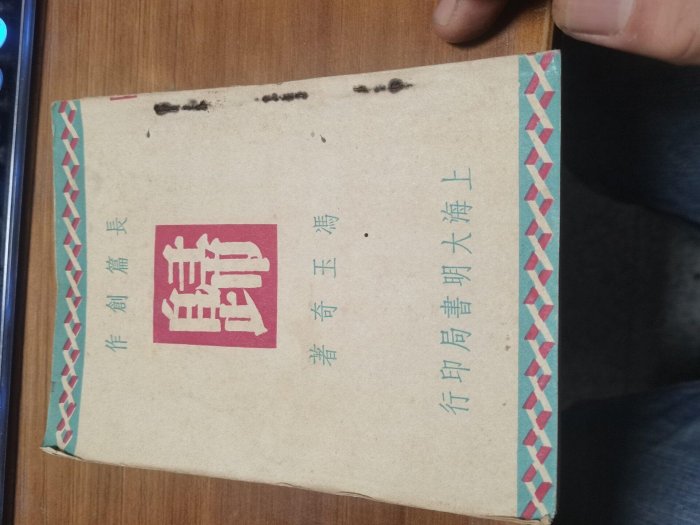 長篇創作
歸
馮玉奇著
上海大明書局印行